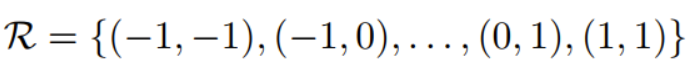 ℛ = {(−1, −1), (−1, 0), . . . , (0, 1), (1, 1)}